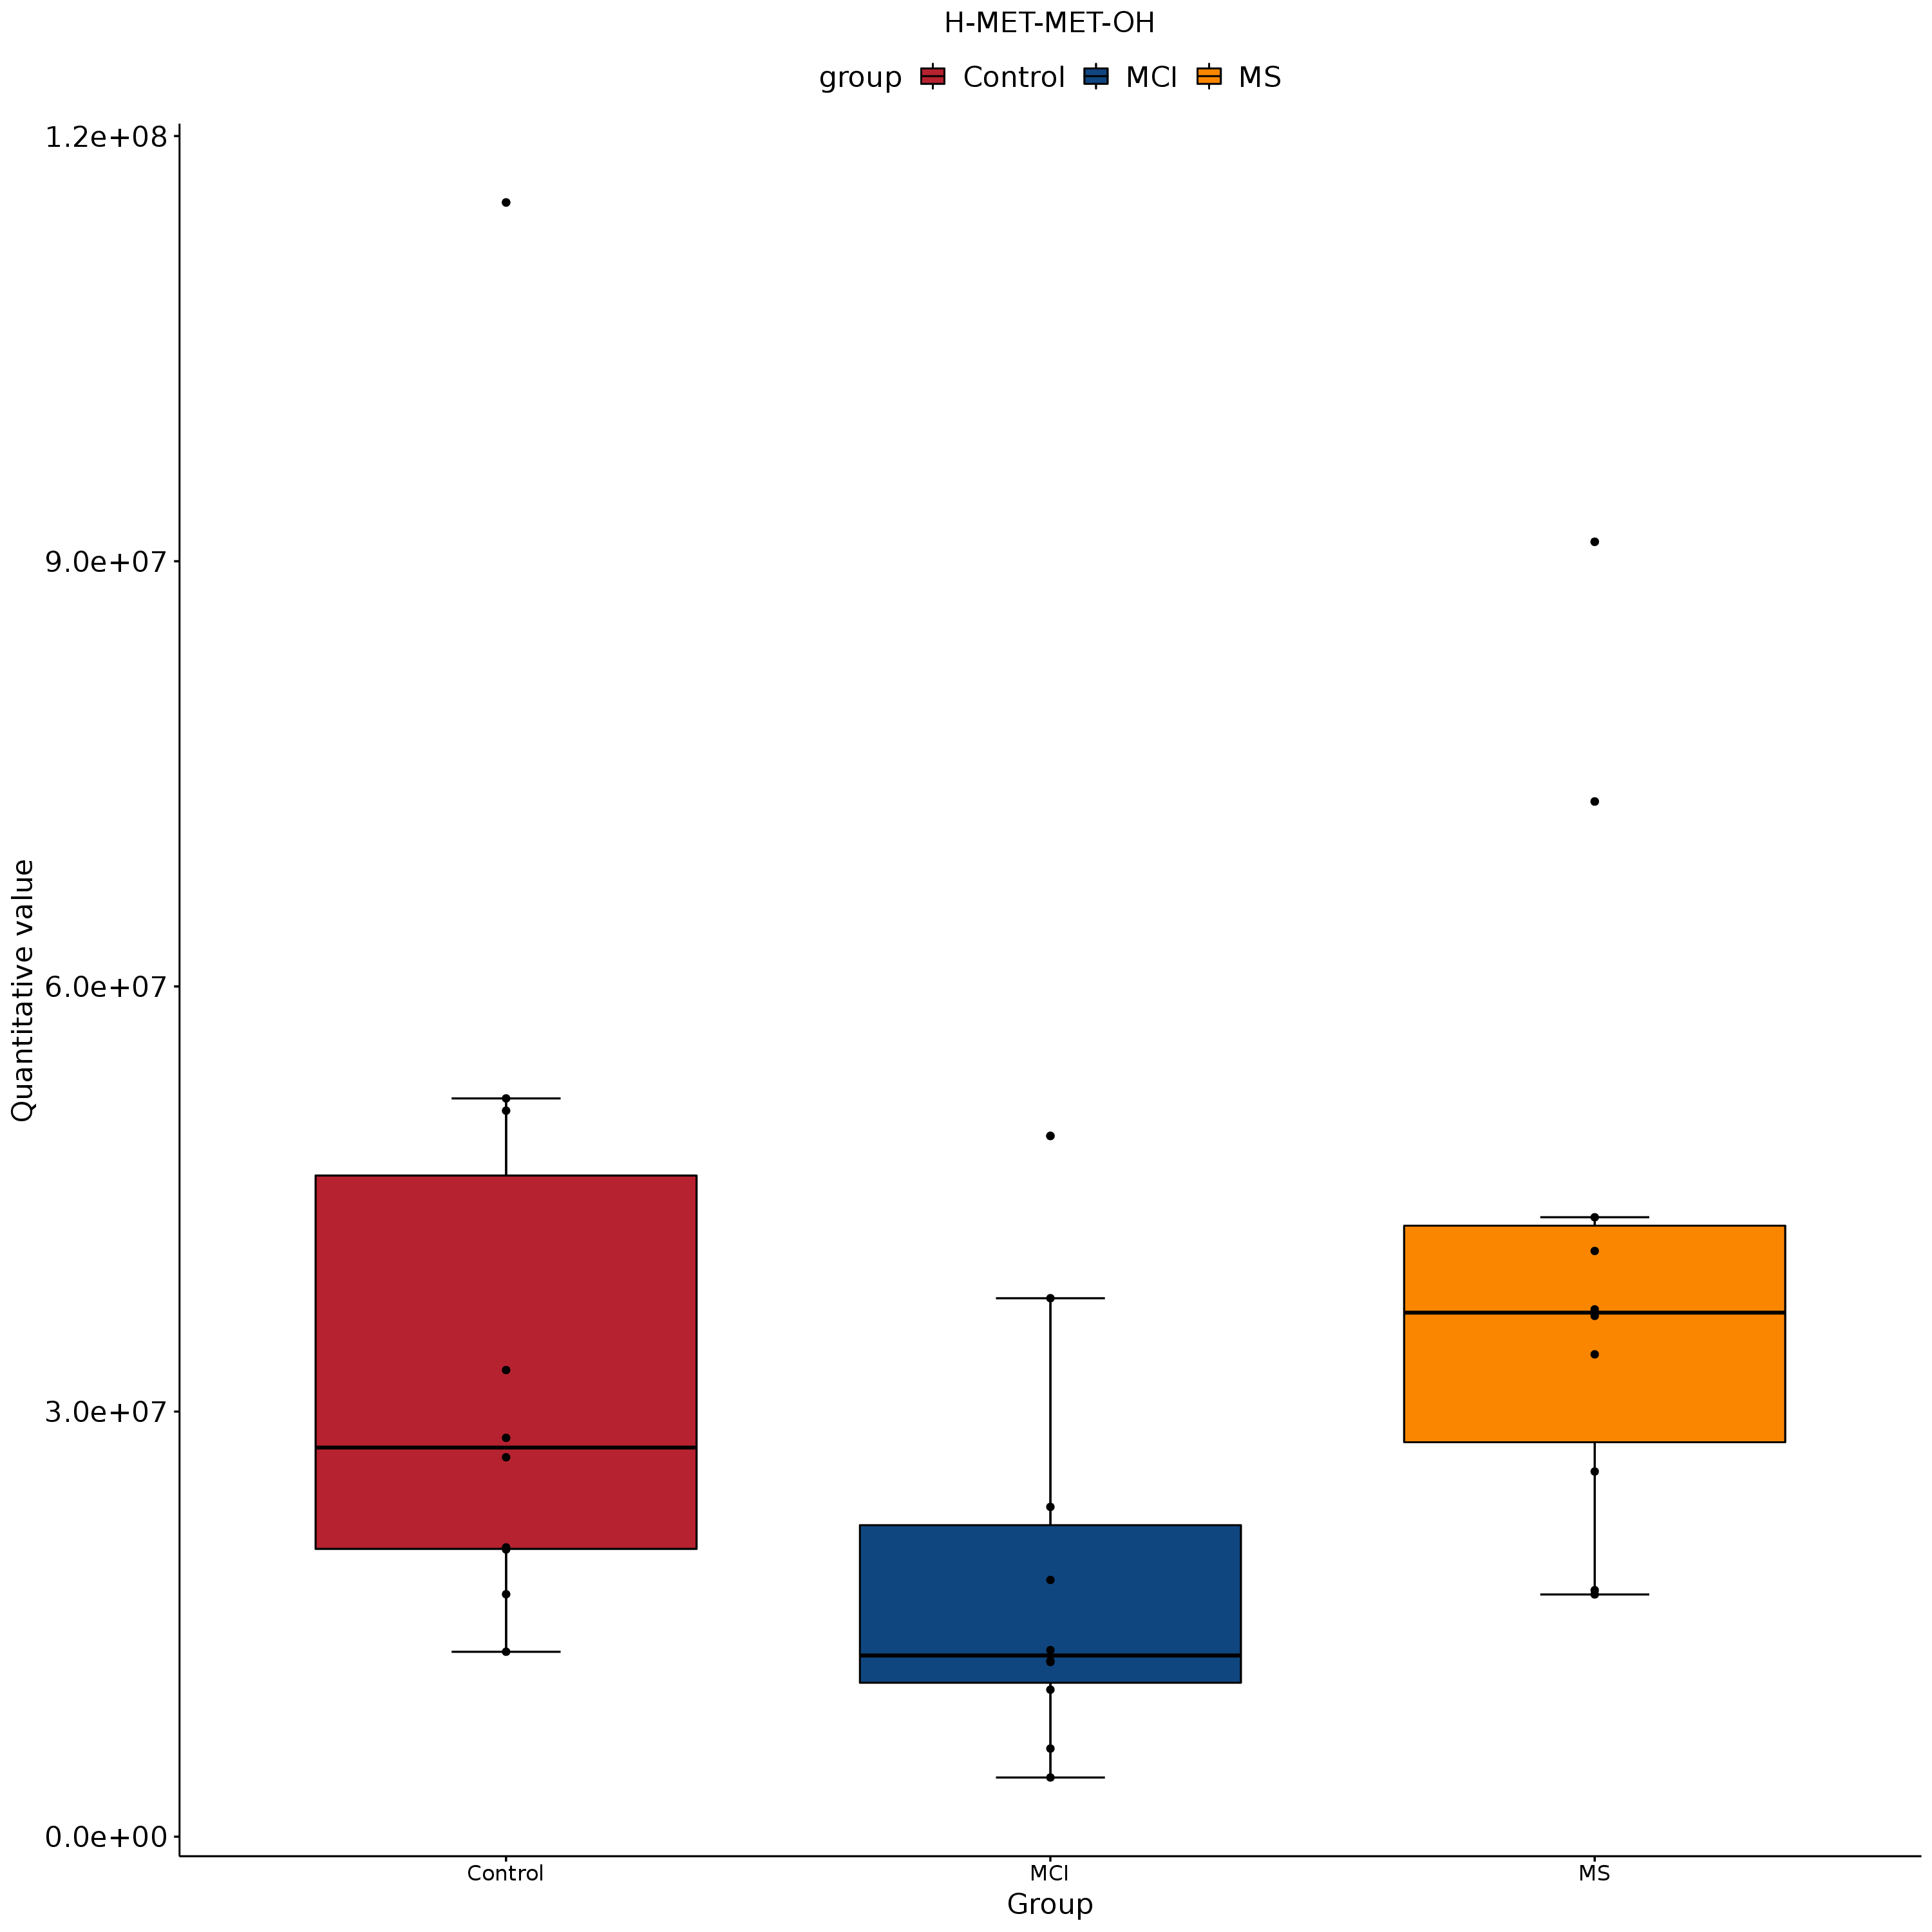 H-MET-MET-OH
group Control MCI MS
1.2e+08
9.0e+07
6.0e+07
3.0e+07
0.0e+00
Quantitative value
Control MCI MS
Group